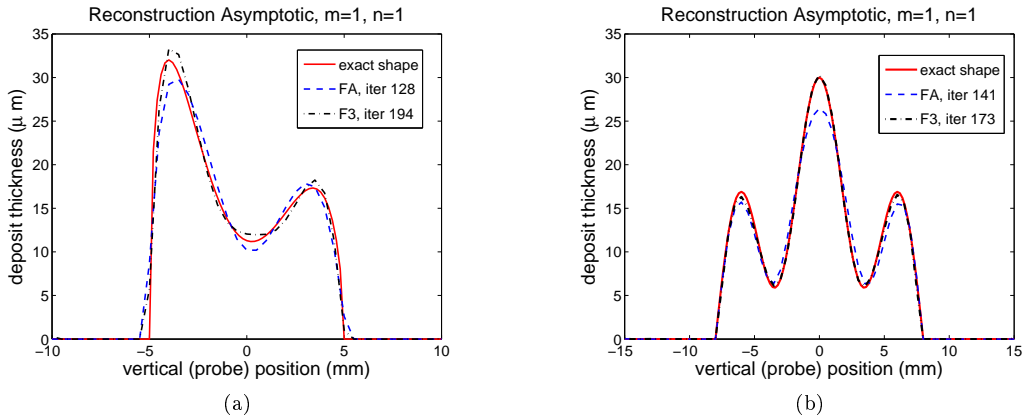 Reconstruction Asymptotic, m=1, n=1
35
30
25
20
15
10
5
0
deposit thickness (μ m)
exact shape
FA, iter 128
F3, iter 194
−10
−5
0
5
10
vertical (probe) position (mm)
(a)
Reconstruction Asymptotic, m=1, n=1
35
30
25
20
15
10
5
0
deposit thickness (μ m)
exact shape
FA, iter 141
F3, iter 173
−15
−10
−5
0
5
10
15
vertical (probe) position (mm)
(b)